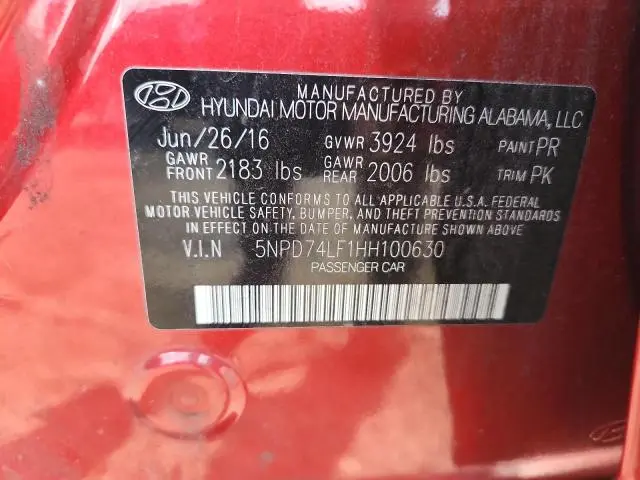 MANUFACTURED BY
HYUNDAI MOTOR MANUFACTURING ALABAMA, LLC
Jun/26/16 GVWR 3924 lbs PAINT PR
GAWR FRONT 2183 lbs GAWR REAR 2006 lbs TRIM PK
THIS VEHICLE CONFORMS TO ALL APPLICABLE U.S.A. FEDERAL
MOTOR VEHICLE SAFETY, BUMPER, AND THEFT PREVENTION STANDARDS
IN EFFECT ON THE DATE OF MANUFACTURE SHOWN ABOVE.
V.I.N 5NPD74LF1HH100630
PASSENGER CAR